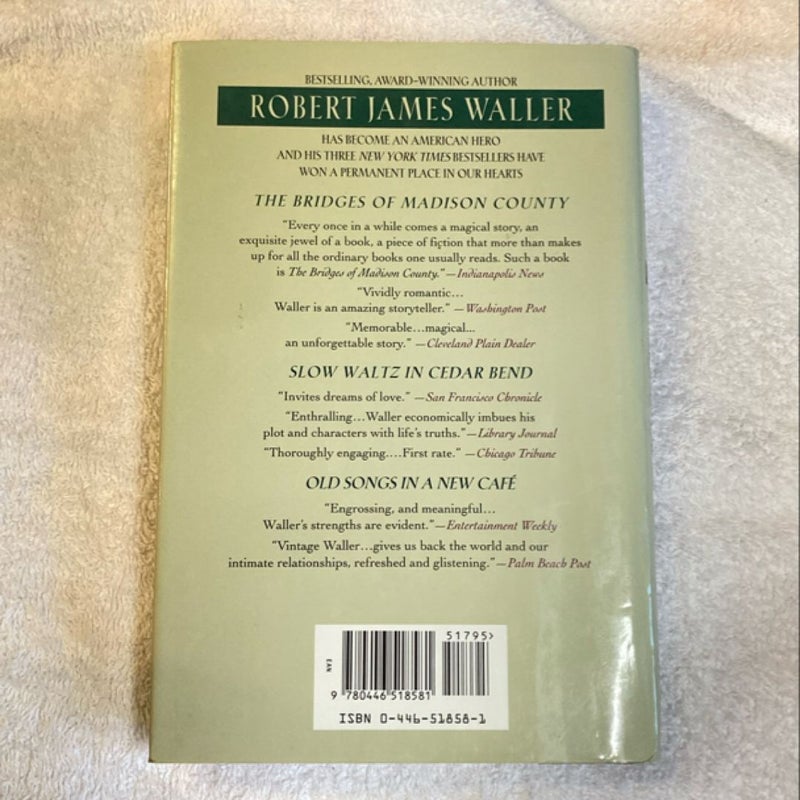 BESTSELLING, AWARD-WINNING AUTHOR
ROBERT JAMES WALLER
HAS BECOME AN AMERICAN HERO
AND HIS THREE NEW YORK TIMES BESTSELLERS HAVE
WON A PERMANENT PLACE IN OUR HEARTS
THE BRIDGES OF MADISON COUNTY
"Every once in a while comes a magical story, an
exquisite jewel of a book, a piece of fiction that more than makes
up for all the ordinary books one usually reads. Such a book
is The Bridges of Madison County." —Indianapolis News
"Vividly romantic...
Waller is an amazing storyteller." —Washington Post
"Memorable...magical...
an unforgettable story." —Cleveland Plain Dealer
SLOW WALTZ IN CEDAR BEND
"Invites dreams of love." —San Francisco Chronicle
"Enthralling...Waller economically imbues his
plot and characters with life's truths."—Library Journal
"Thoroughly engaging....First rate." —Chicago Tribune
OLD SONGS IN A NEW CAFÉ
"Engrossing, and meaningful...
Waller's strengths are evident."—Entertainment Weekly
"Vintage Waller...gives us back the world and our
intimate relationships, refreshed and glistening."—Palm Beach Post
51795>
EAN
9 780446 518581
ISBN 0-446-51858-1